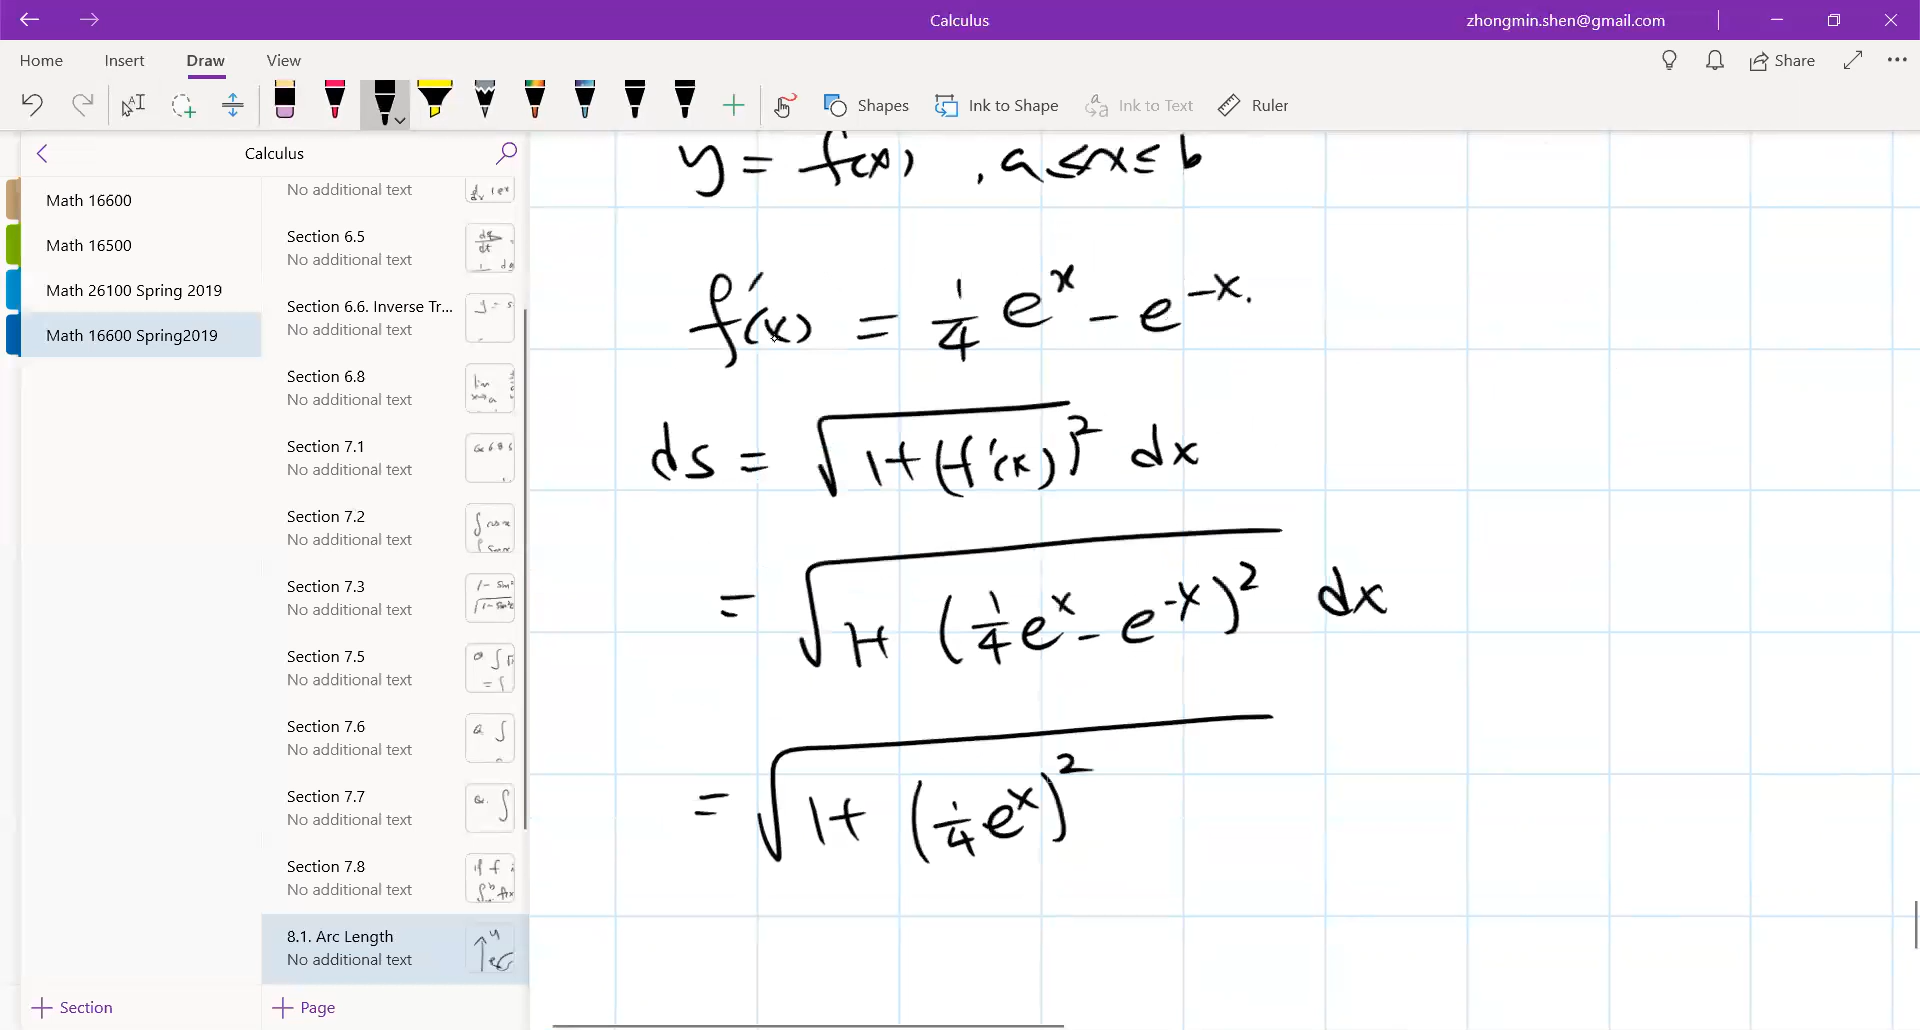 Calculus
zhongmin.shen@gmail.com
Home Insert Draw View
Share
Shapes Ink to Shape Ink to Text Ruler
Calculus
Math 16600
Math 16500
Math 26100 Spring 2019
Math 16600 Spring2019
No additional text
Section 6.5
No additional text
Section 6.6. Inverse Tr...
No additional text
Section 6.8
No additional text
Section 7.1
No additional text
Section 7.2
No additional text
Section 7.3
No additional text
Section 7.5
No additional text
Section 7.6
No additional text
Section 7.7
No additional text
Section 7.8
No additional text
8.1. Arc Length
No additional text
Section
Page
y = f(x) , a ≤ x ≤ b
f'(x) = 1/4 e^x - e^-x.
ds = √1+(f'(x))^2 dx
= √1+ (1/4 e^x - e^-x)^2 dx
= √1+ (1/4 e^x)^2